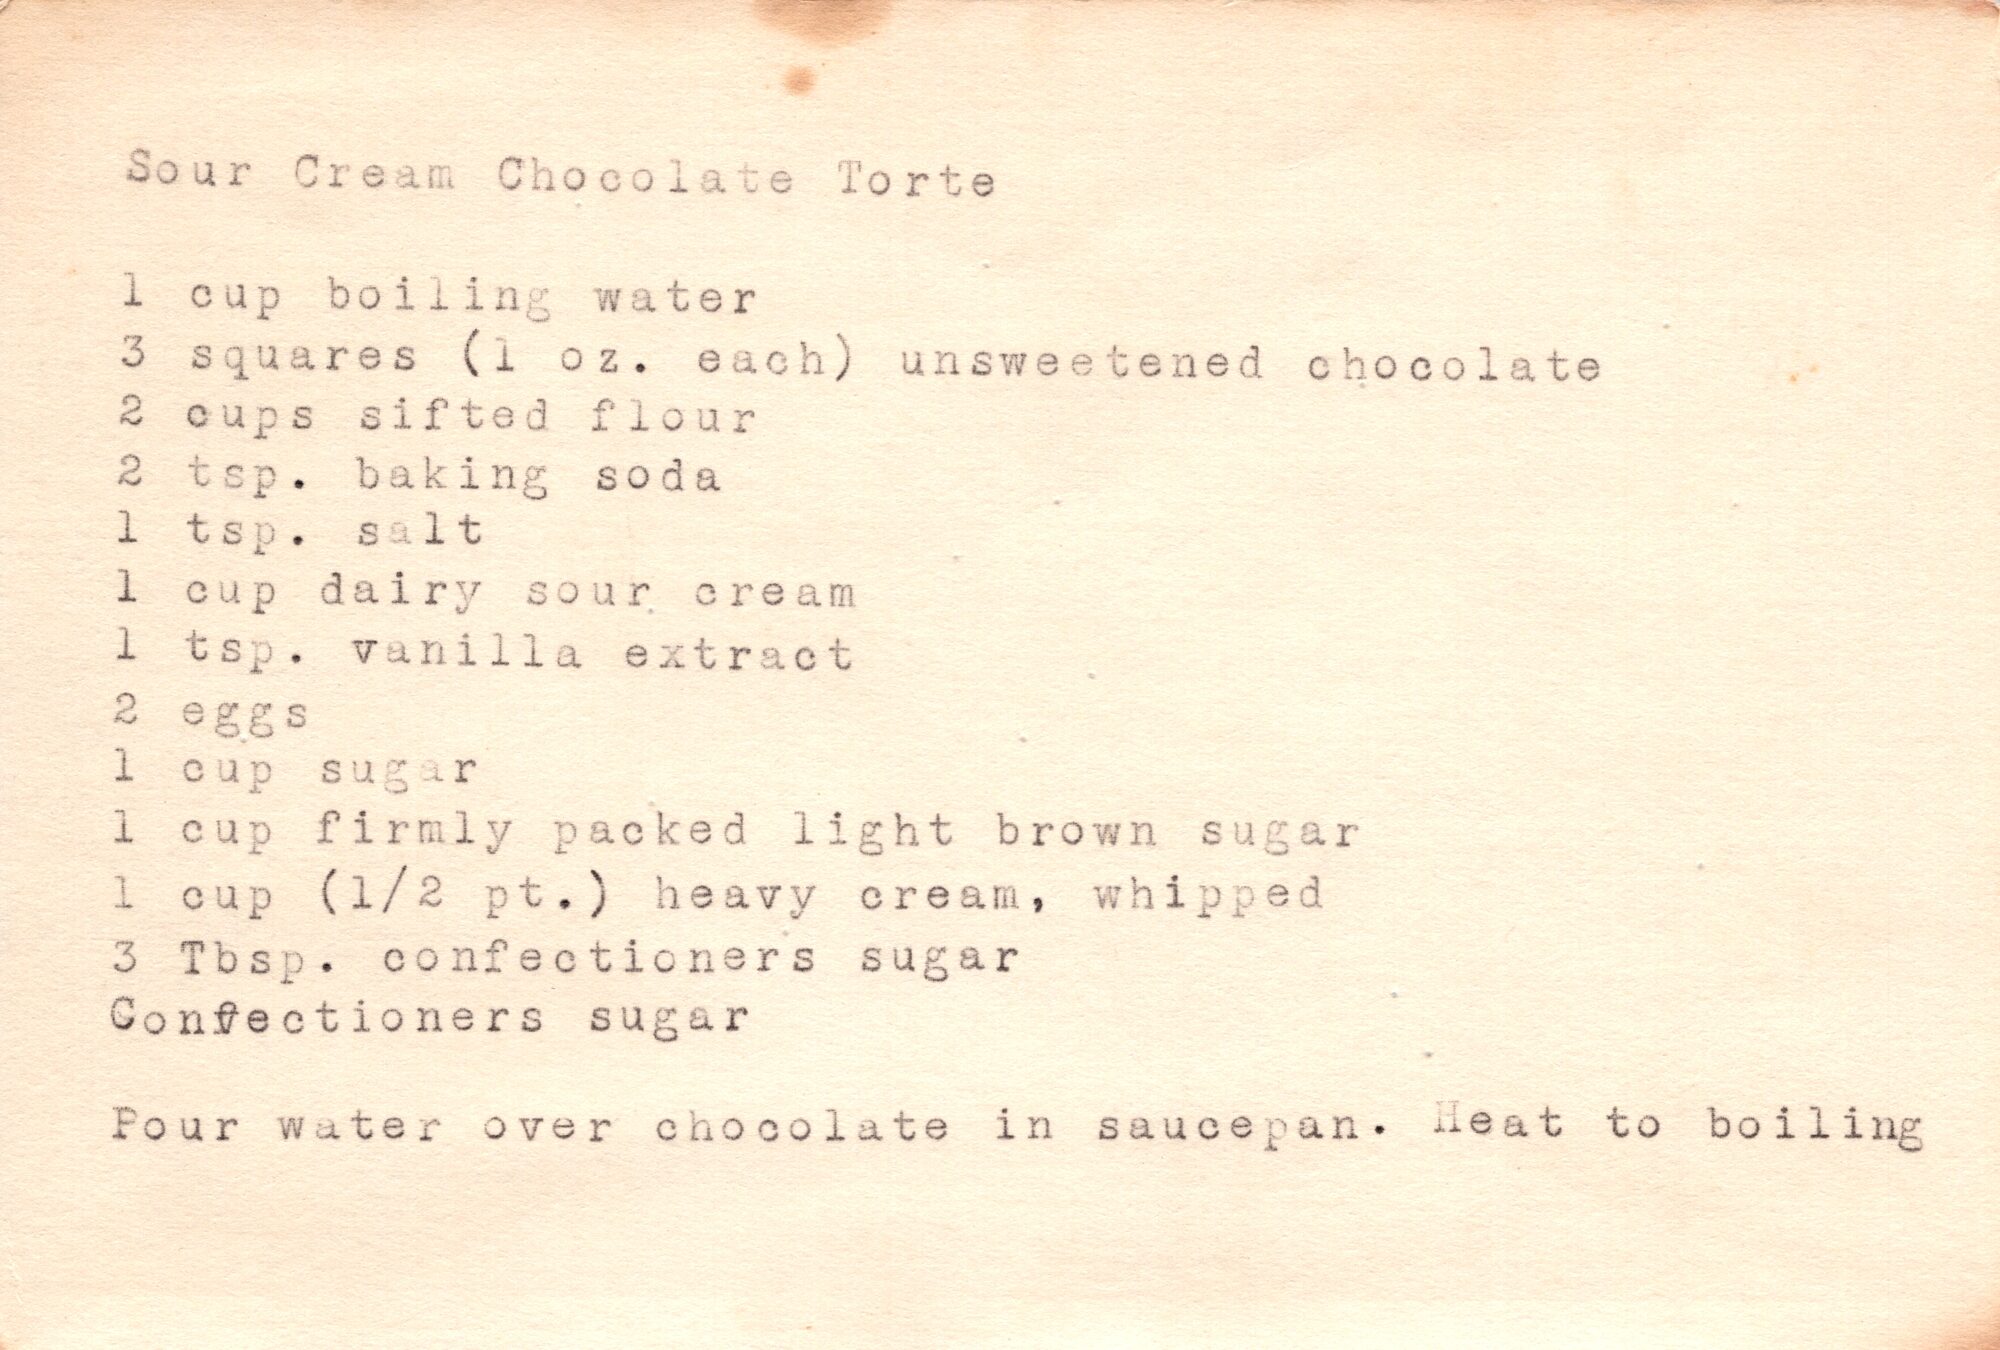 Sour Cream Chocolate Torte
1 cup boiling water
3 squares (1 oz. each) unsweetened chocolate
2 cups sifted flour
2 tsp. baking soda
1 tsp. salt
1 cup dairy sour cream
1 tsp. vanilla extract
2 eggs
1 cup sugar
1 cup firmly packed light brown sugar
1 cup (1/2 pt.) heavy cream, whipped
3 Tbsp. confectioners sugar
Confectioners sugar
Pour water over chocolate in saucepan. Heat to boiling